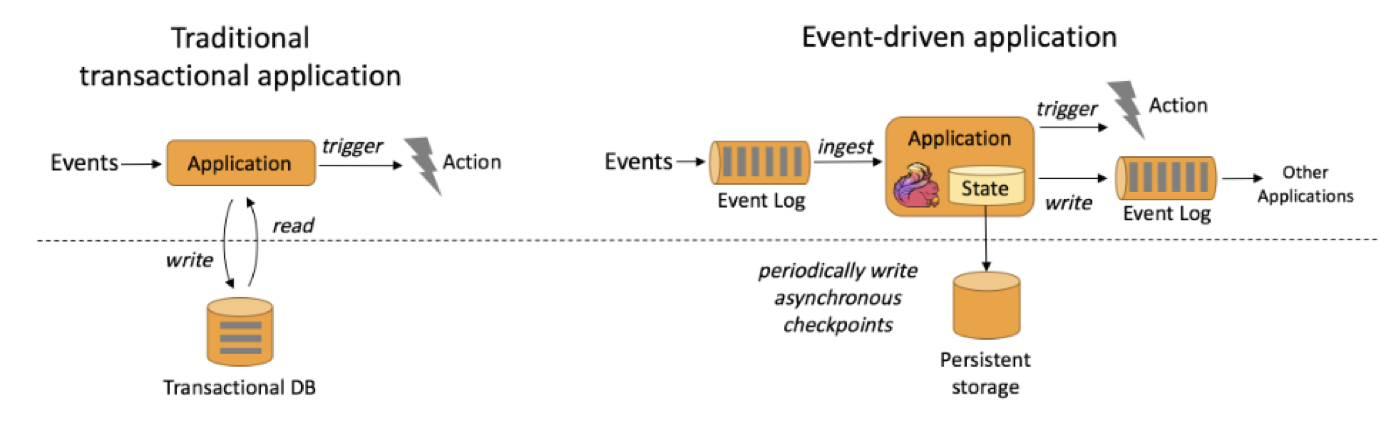 Traditional
transactional application
Events
Application
trigger
Action
write
read
Transactional DB
Event-driven application
Events
Event Log
ingest
Application
State
trigger
Action
write
Event Log
Other
Applications
periodically write
asynchronous
checkpoints
Persistent
storage